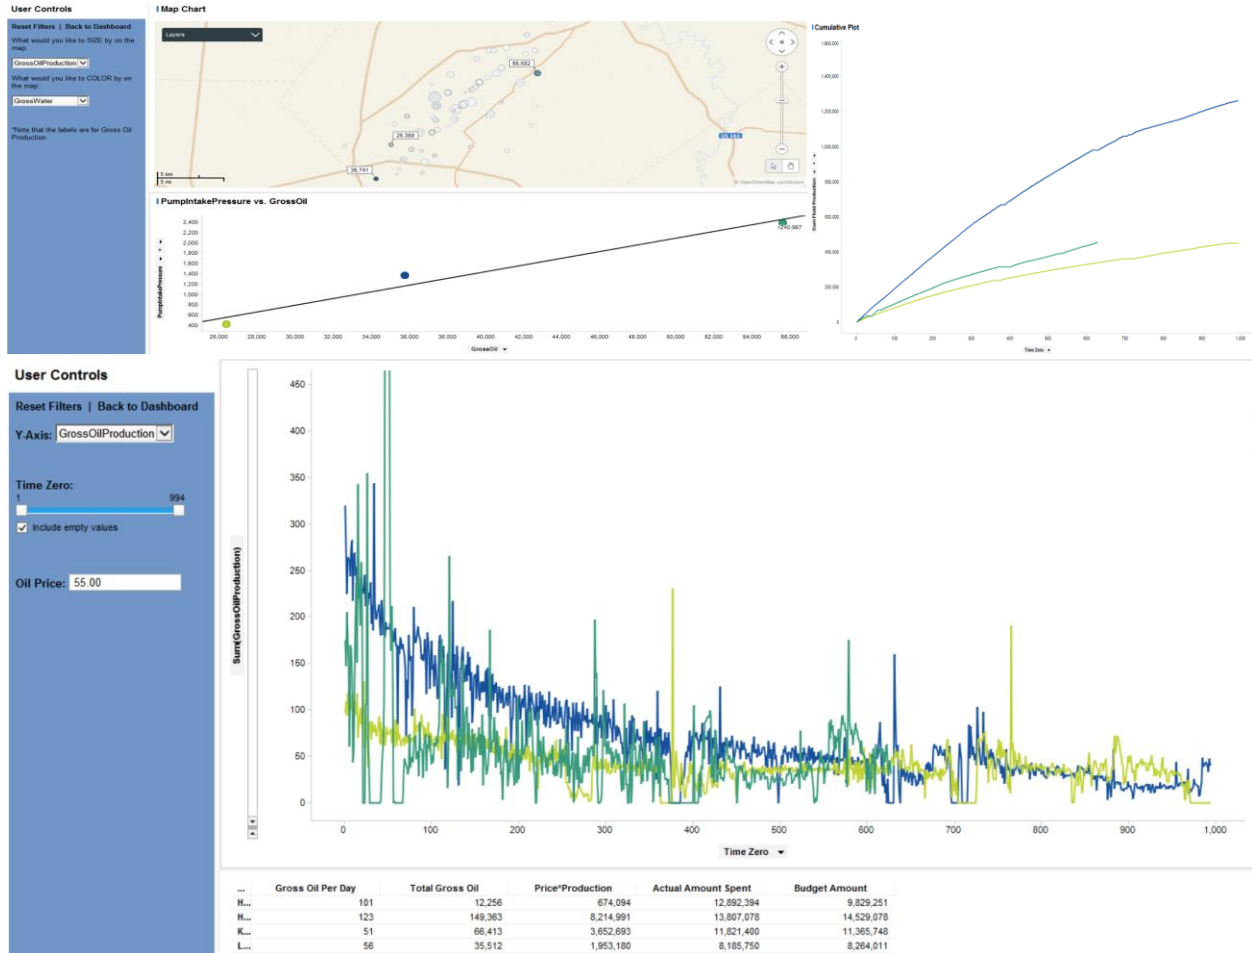 User Controls
Reset Filters | Back to Dashboard
What would you like to SIZE by on the
map:
GrossOilProduction
What would you like to COLOR by on
the map:
GrossWater
*Note that the labels are for Gross Oil
Production
Map Chart
Layers
66,682
26,388
36,741
5 km
5 mi
PumpIntakePressure vs. GrossOil
PumpIntakePressure
2,400
2,200
2,000
1,800
1,600
1,400
1,200
1,000
800
600
400
26,000 28,000 30,000 32,000 34,000 36,000 38,000 40,000 42,000 44,000 46,000 48,000 50,000 52,000 54,000 56,000
GrossOil
Cumulative Plot
1,600,000
1,400,000
1,200,000
1,000,000
800,000
600,000
400,000
200,000
0
Cum Fluid Production
0 100 200 300 400 500 600 700 800 900 1,000
Time Zero
User Controls
Reset Filters | Back to Dashboard
Y-Axis: GrossOilProduction
Time Zero:
1 994
Include empty values
Oil Price: 55.00
Sum(GrossOilProduction)
450
400
350
300
250
200
150
100
50
0
0 100 200 300 400 500 600 700 800 900 1,000
Time Zero
... Gross Oil Per Day Total Gross Oil Price*Production Actual Amount Spent Budget Amount
H... 101 12,256 674,094 12,892,394 9,829,251
H... 123 149,363 8,214,991 13,807,078 14,529,078
K... 51 66,413 3,652,693 11,821,400 11,365,748
L... 56 35,512 1,953,180 8,185,750 8,264,011